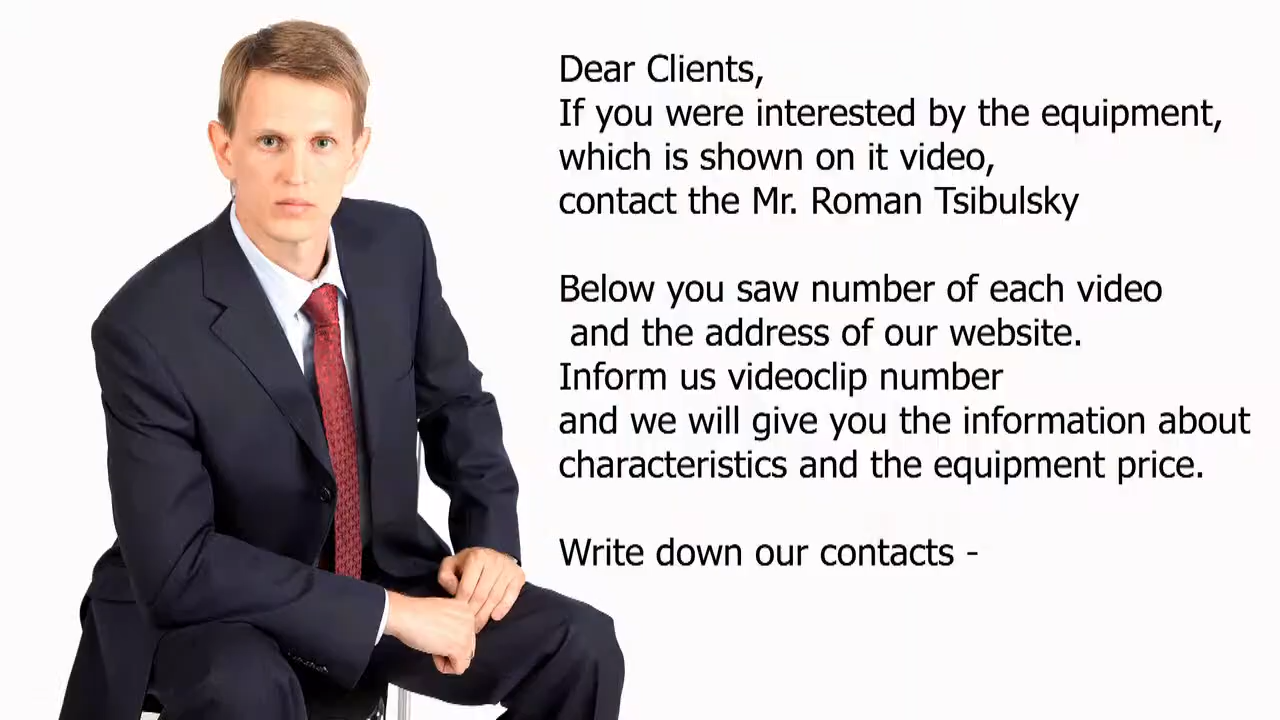 Dear Clients,
If you were interested by the equipment,
which is shown on it video,
contact the Mr. Roman Tsibulsky
Below you saw number of each video
and the address of our website.
Inform us videoclip number
and we will give you the information about
characteristics and the equipment price.
Write down our contacts -